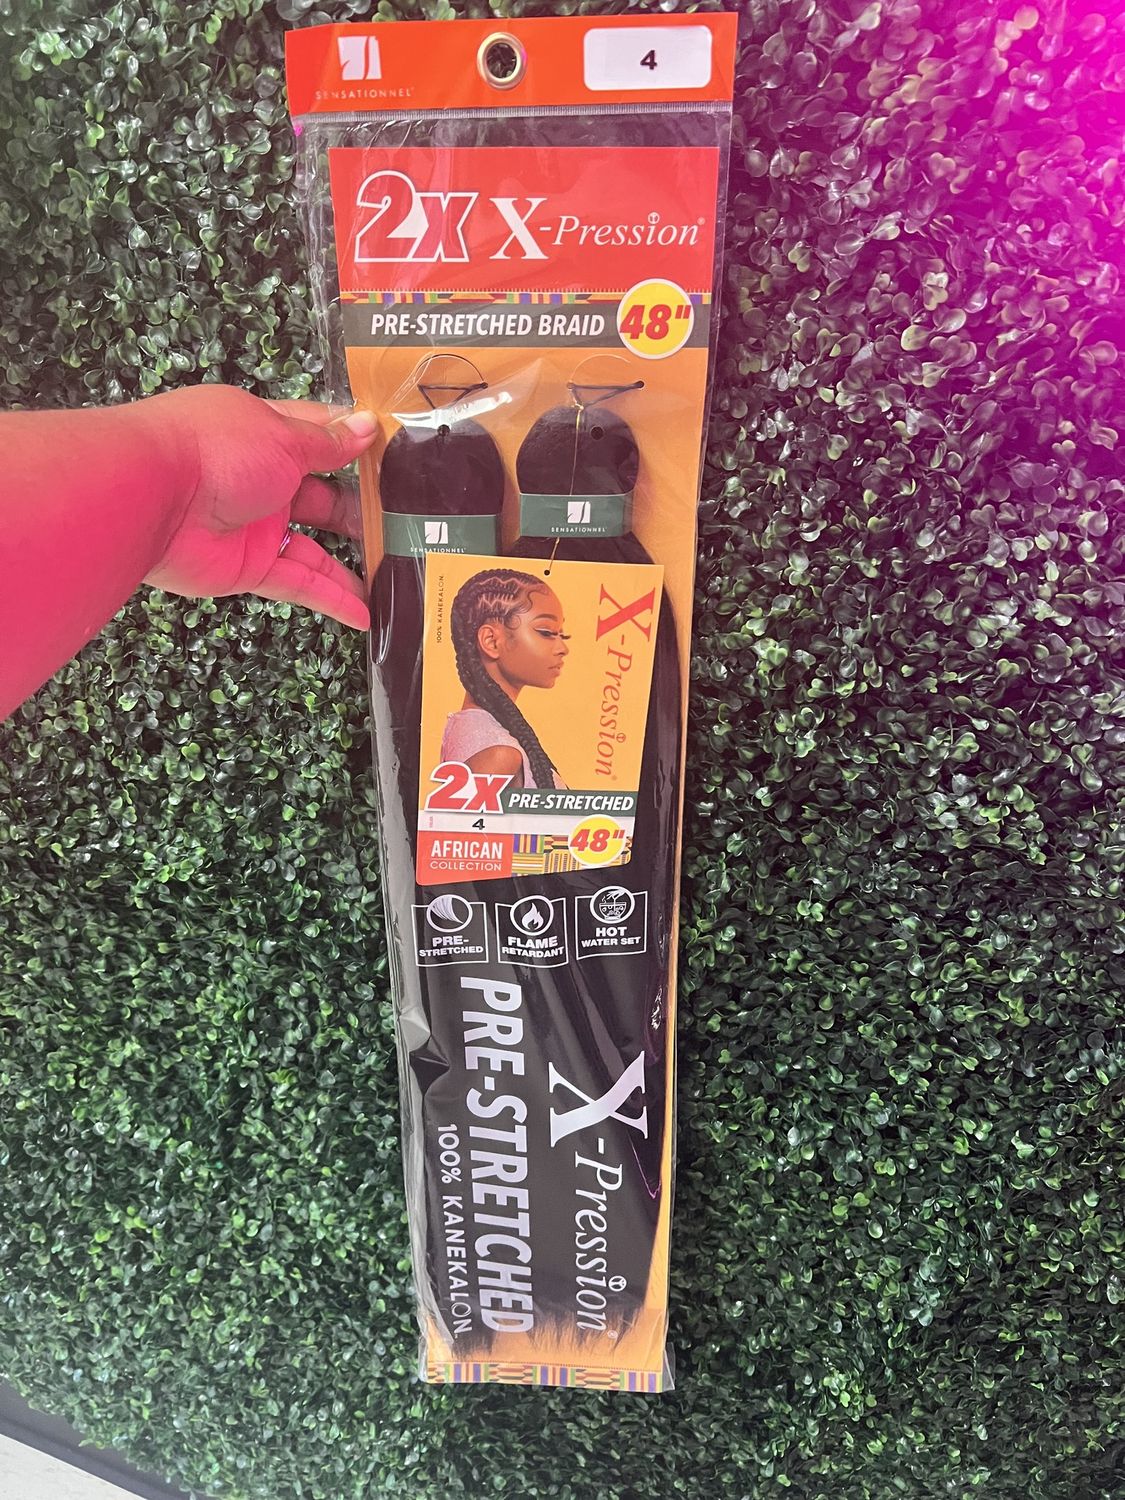 SENSATIONNEL
4
2X X-Pression®
PRE-STRETCHED BRAID 48"
SENSATIONNEL
SENSATIONNEL
100% KANEKALON.
X-Pression®
2X PRE-STRETCHED
4
48"
AFRICAN
COLLECTION
PRE-
STRETCHED
FLAME
RETARDANT
HOT
WATER SET
X-Pression®
PRE-STRETCHED
100% KANEKALON.